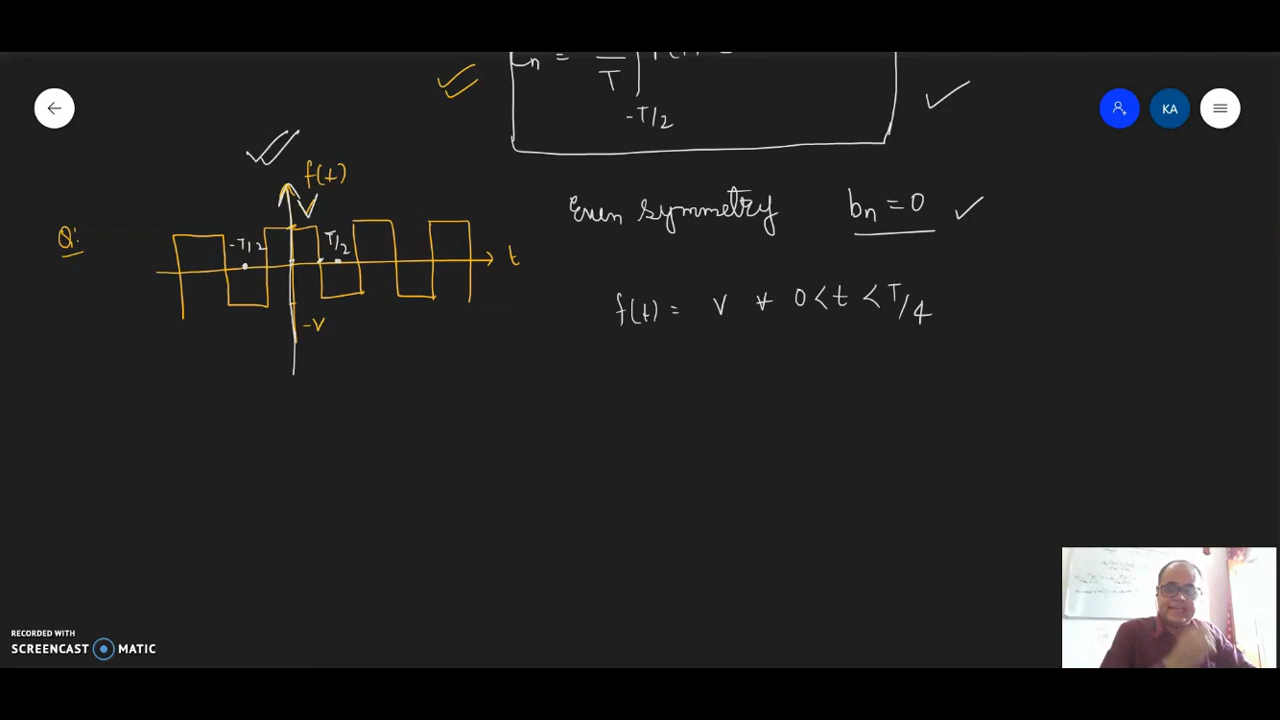 T
-T/2
f(t)
V
Even symmetry bn = 0
Q:
-T/2
T/2
t
-V
f(t) = V ∀ 0 < t < T/4
KA
RECORDED WITH
SCREENCAST MATIC